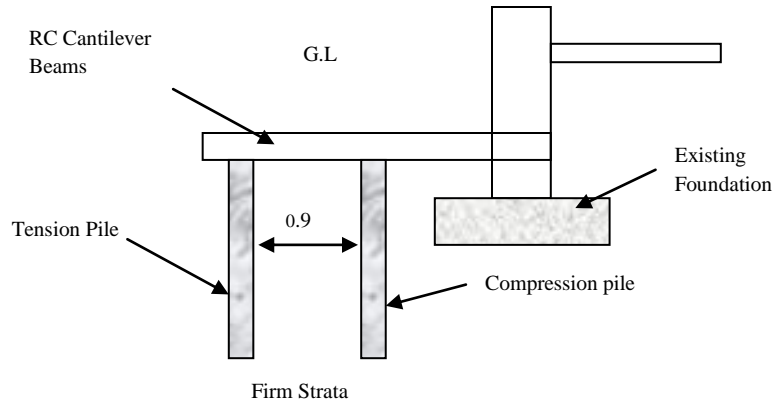 RC Cantilever
Beams
G.L
Existing
Foundation
Tension Pile
0.9
Compression pile
Firm Strata